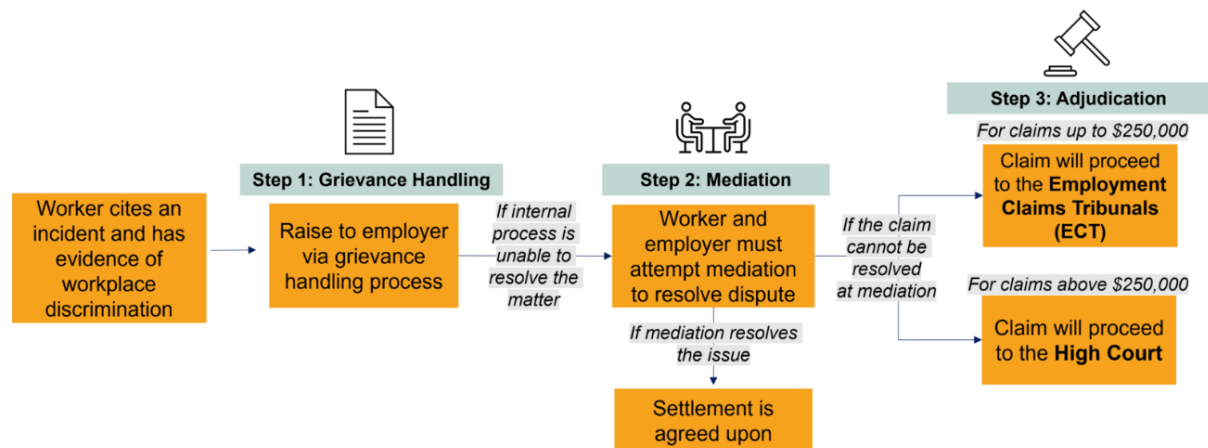 Worker cites an
incident and has
evidence of
workplace
discrimination
Step 1: Grievance Handling
Raise to employer
via grievance
handling process
If internal
process is
unable to
resolve the
matter
Step 2: Mediation
Worker and
employer must
attempt mediation
to resolve dispute
If mediation resolves
the issue
Settlement is
agreed upon
If the claim
cannot be
resolved
at mediation
Step 3: Adjudication
For claims up to $250,000
Claim will proceed
to the Employment
Claims Tribunals
(ECT)
For claims above $250,000
Claim will proceed
to the High Court